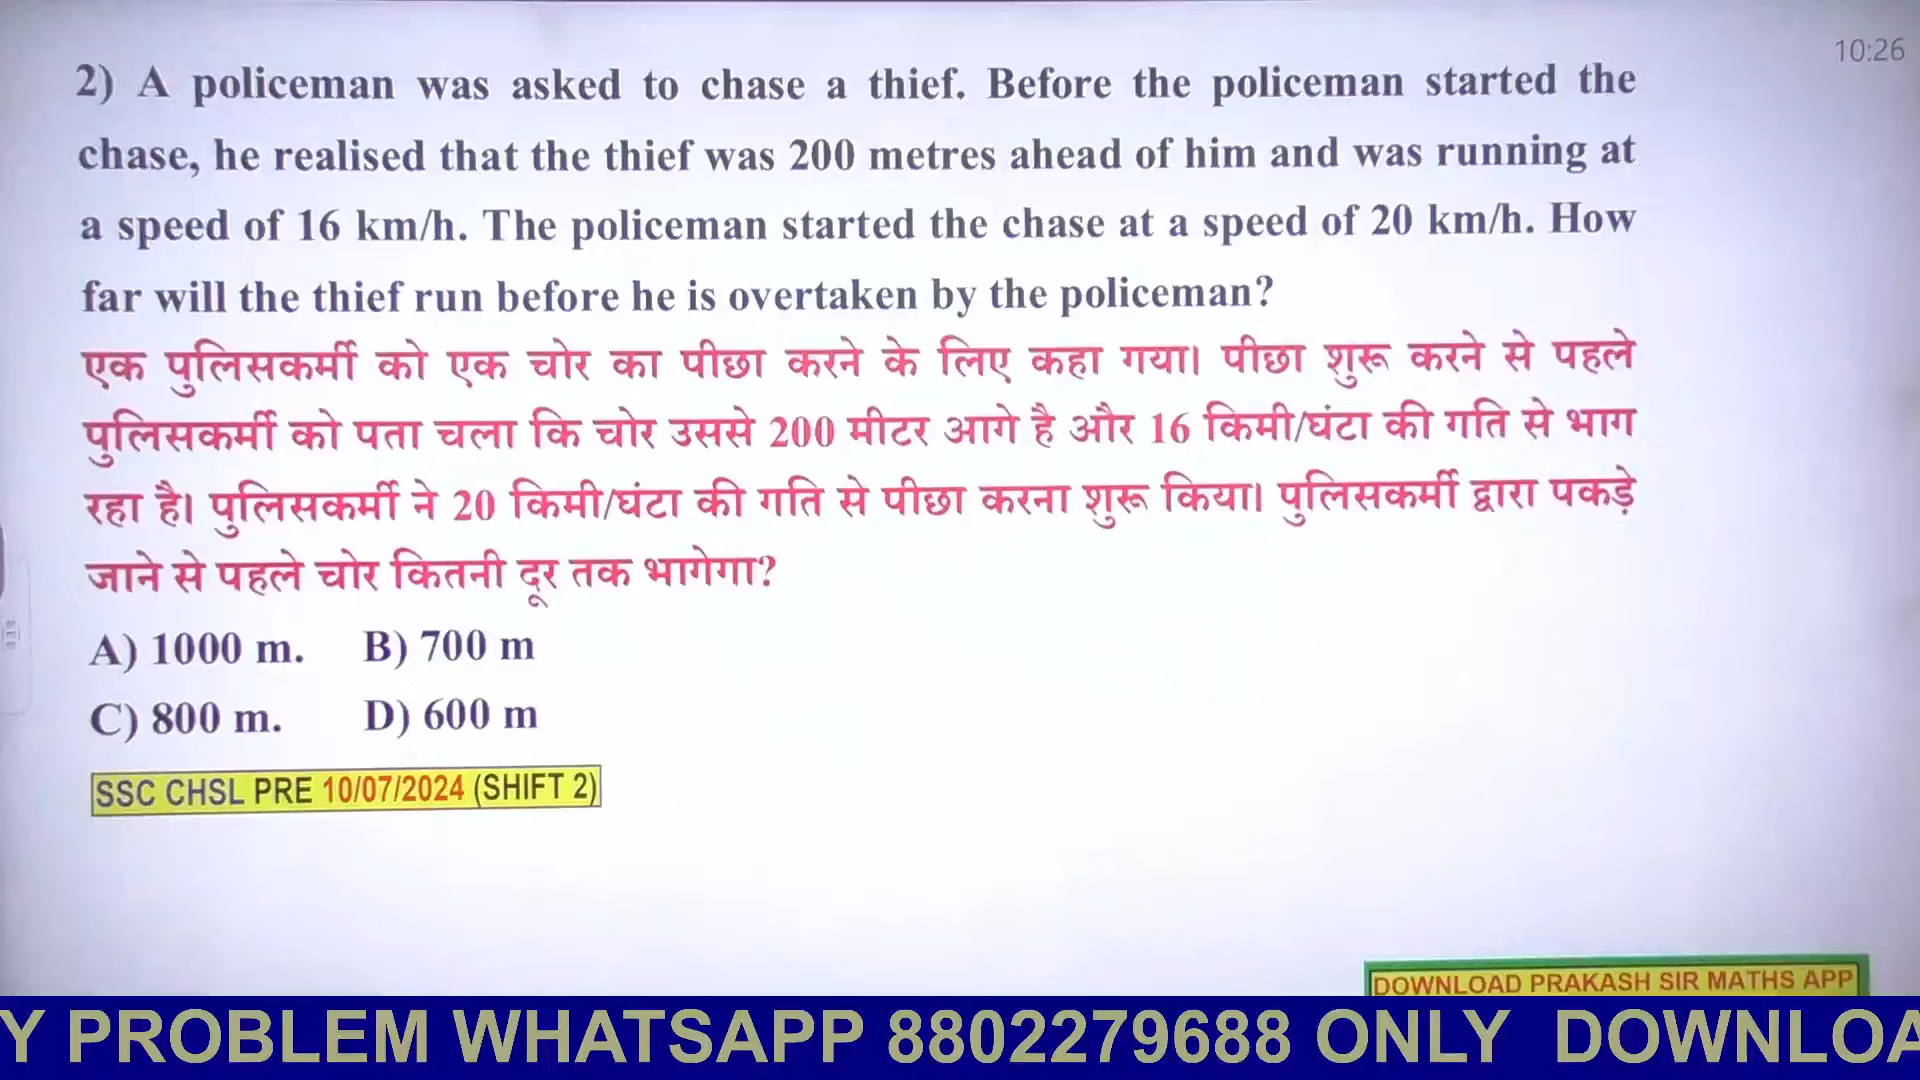 10:26
2) A policeman was asked to chase a thief. Before the policeman started the
chase, he realised that the thief was 200 metres ahead of him and was running at
a speed of 16 km/h. The policeman started the chase at a speed of 20 km/h. How
far will the thief run before he is overtaken by the policeman?
एक पुलिसकर्मी को एक चोर का पीछा करने के लिए कहा गया। पीछा शुरू करने से पहले
पुलिसकर्मी को पता चला कि चोर उससे 200 मीटर आगे है और 16 किमी/घंटा की गति से भाग
रहा है। पुलिसकर्मी ने 20 किमी/घंटा की गति से पीछा करना शुरू किया। पुलिसकर्मी द्वारा पकड़े
जाने से पहले चोर कितनी दूर तक भागेगा?
A) 1000 m. B) 700 m
C) 800 m. D) 600 m
SSC CHSL PRE 10/07/2024 (SHIFT 2)
DOWNLOAD PRAKASH SIR MATHS APP
Y PROBLEM WHATSAPP 8802279688 ONLY DOWNLOA